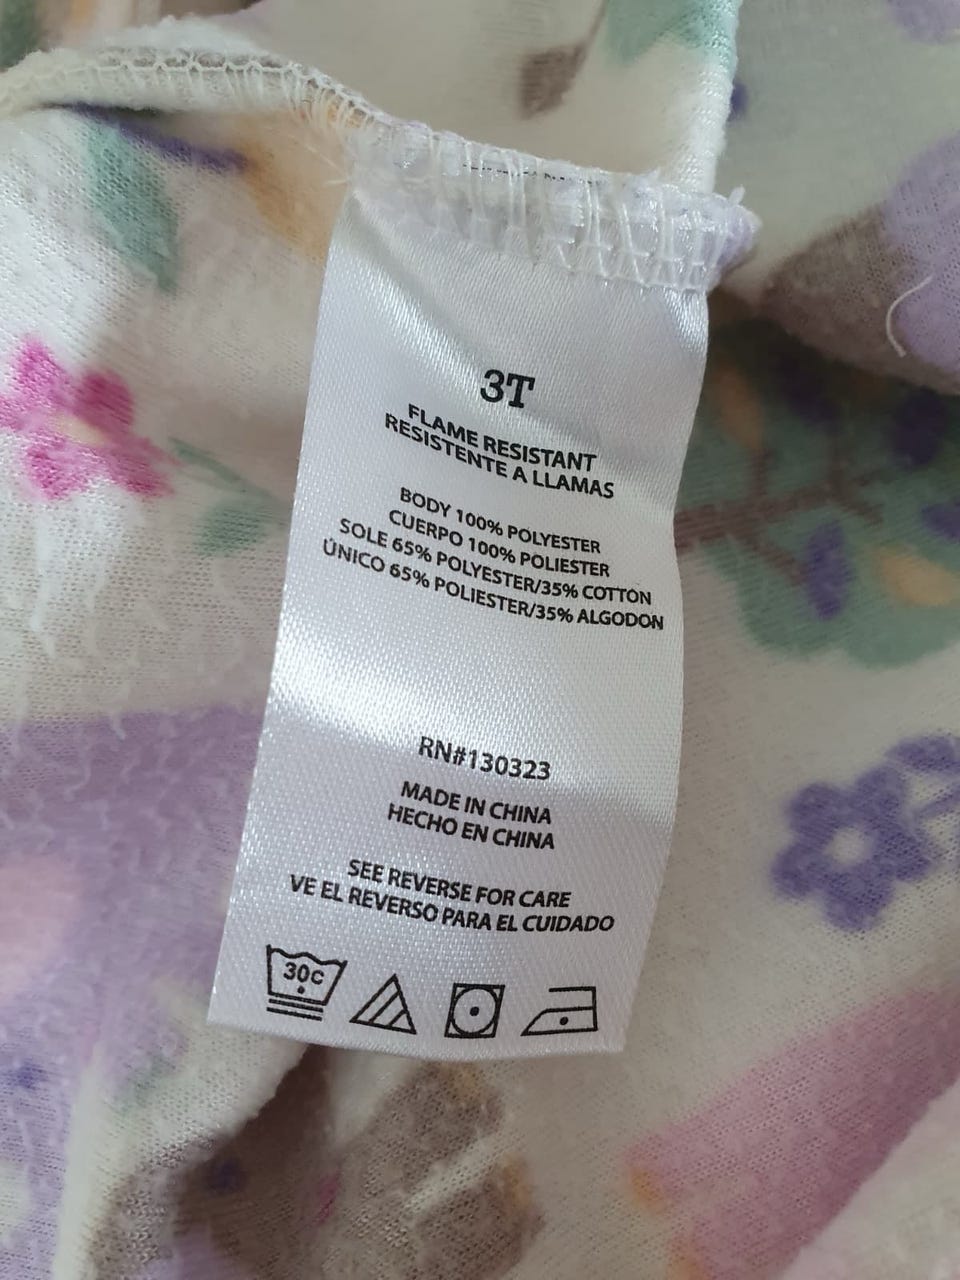 3T
FLAME RESISTANT
RESISTENTE A LLAMAS
BODY 100% POLYESTER
CUERPO 100% POLIESTER
SOLE 65% POLYESTER/35% COTTON
ÚNICO 65% POLIESTER/35% ALGODON
RN#130323
MADE IN CHINA
HECHO EN CHINA
SEE REVERSE FOR CARE
VE EL REVERSO PARA EL CUIDADO
30c